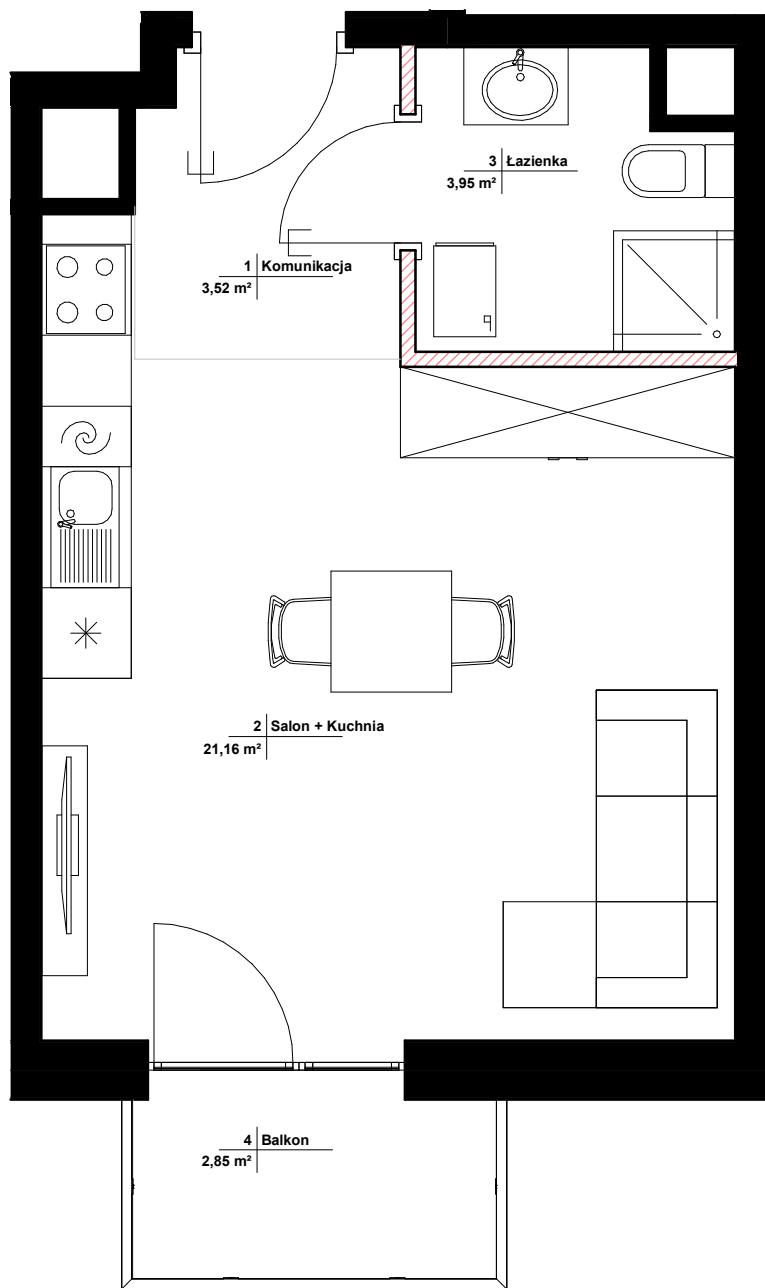 3 Łazienka
3,95 m²
1 Komunikacja
3,52 m²
2 Salon + Kuchnia
21,16 m²
4 Balkon
2,85 m²